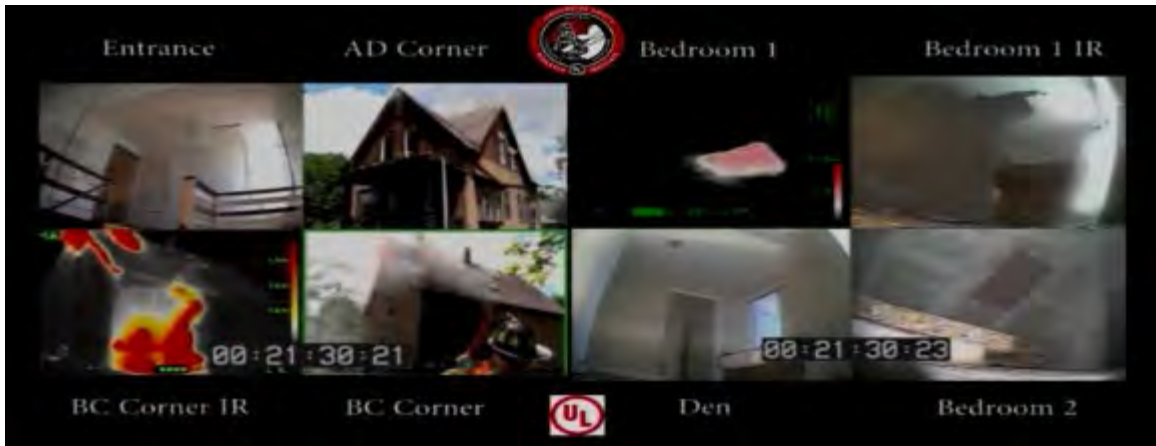 Entrance
AD Corner
Bedroom 1
Bedroom 1 IR
00:21:30:21
00:21:30:23
BC Corner IR
BC Corner
UL
Den
Bedroom 2